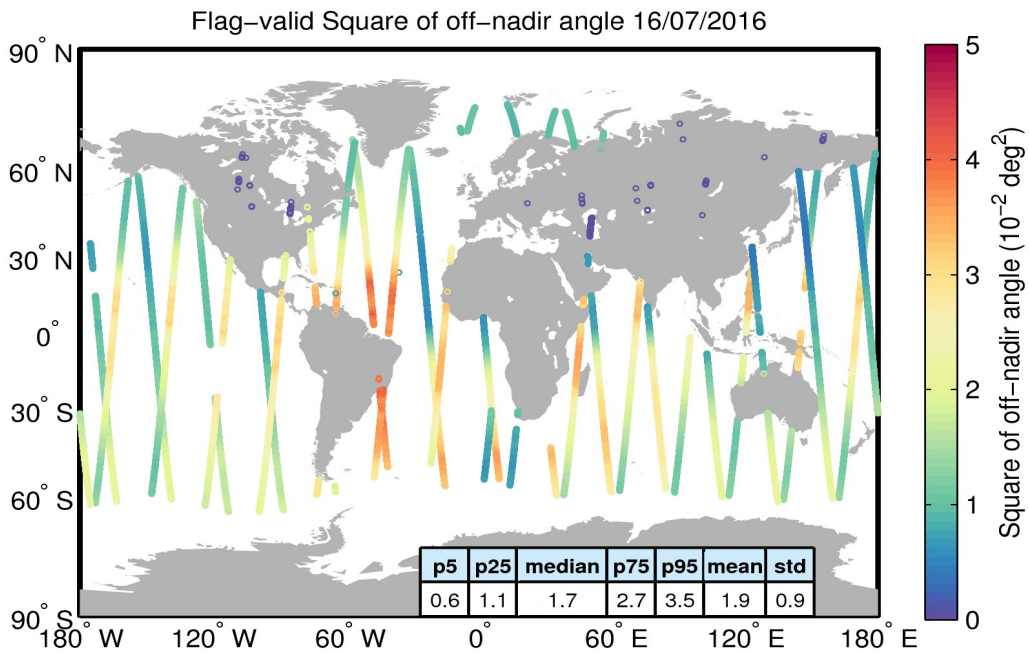 Flag−valid Square of off−nadir angle 16/07/2016
90° N
60° N
30° N
0°
30° S
60° S
90° S
180° W 120° W 60° W 0° 60° E 120° E 180° E
p5 p25 median p75 p95 mean std
0.6 1.1 1.7 2.7 3.5 1.9 0.9
5
4
3
2
1
0
Square of off−nadir angle (10⁻² deg²)